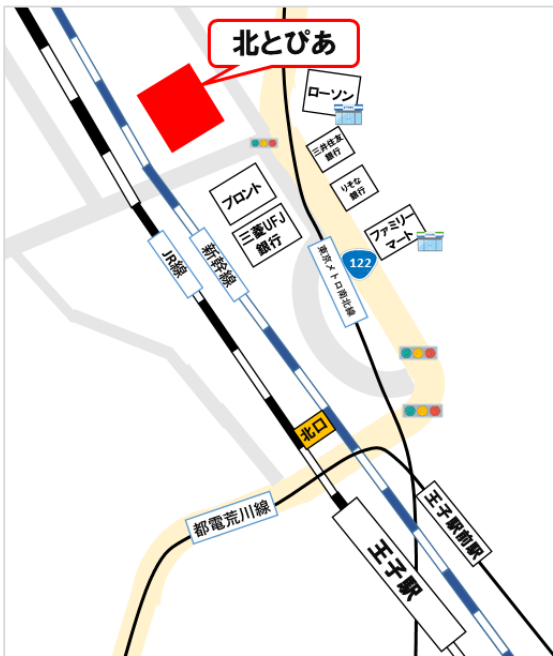 北とぴあ
ローソン
三井住友
銀行
りそな
銀行
プロント
三菱UFJ
銀行
ファミリー
マート
JR線
新幹線
東京メトロ南北線
122
北口
都電荒川線
王子駅前駅
王子駅